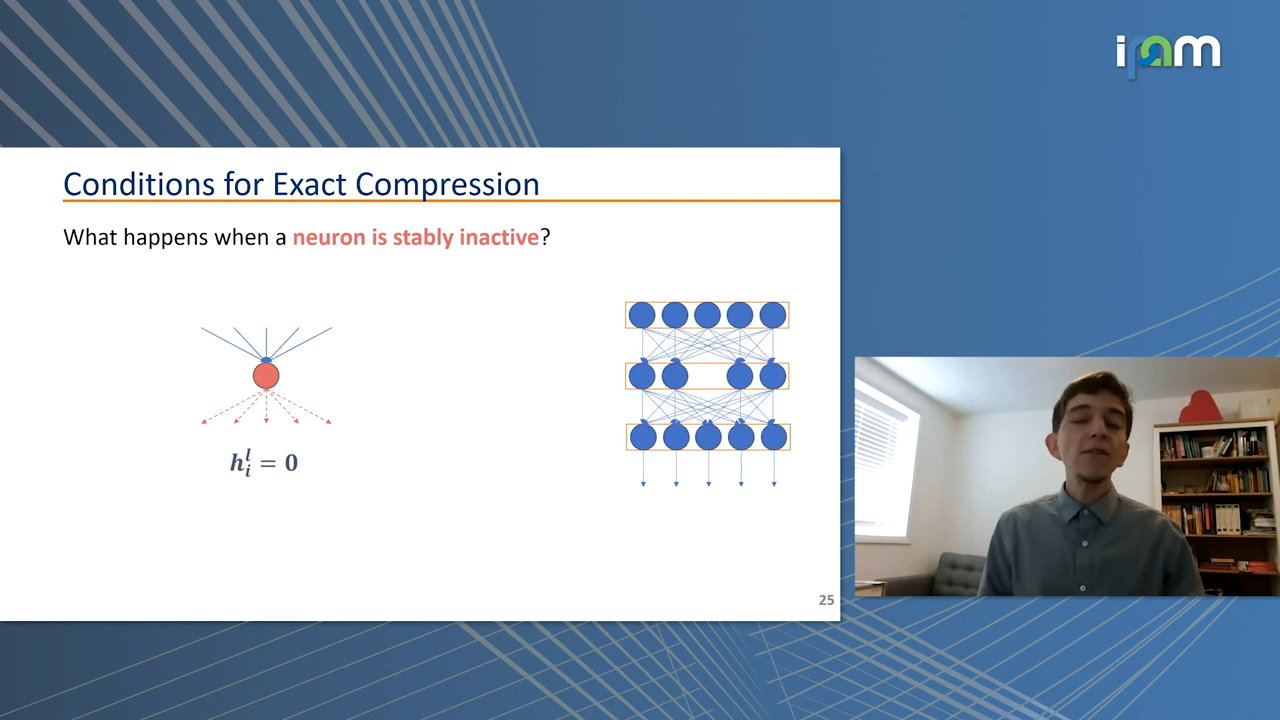 ipam
Conditions for Exact Compression
What happens when a neuron is stably inactive?
h_i^l = 0
25